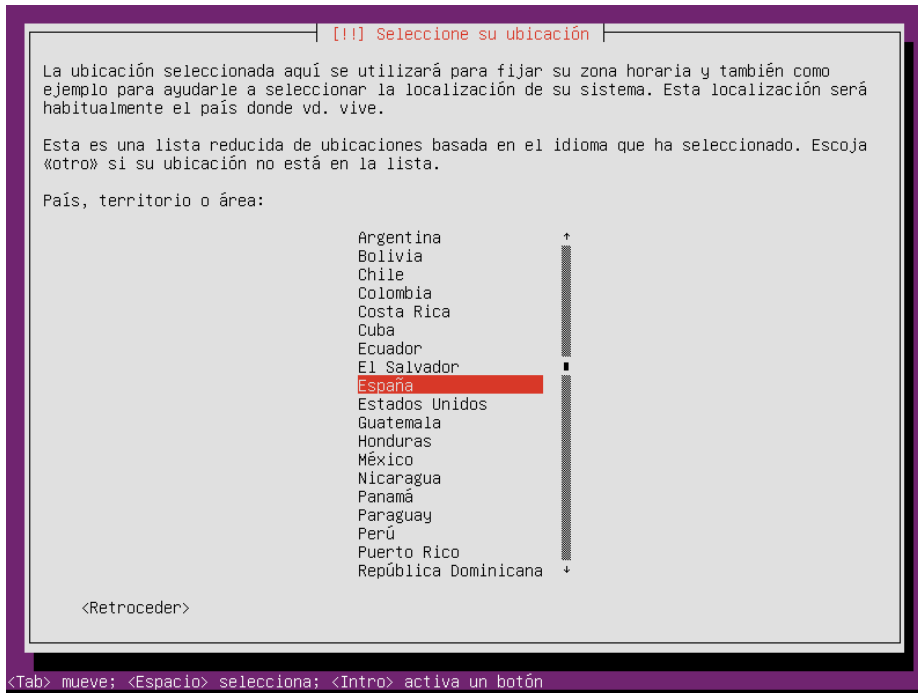 [!!] Seleccione su ubicación
La ubicación seleccionada aquí se utilizará para fijar su zona horaria y también como
ejemplo para ayudarle a seleccionar la localización de su sistema. Esta localización será
habitualmente el país donde vd. vive.
Esta es una lista reducida de ubicaciones basada en el idioma que ha seleccionado. Escoja
«otro» si su ubicación no está en la lista.
País, territorio o área:
Argentina
Bolivia
Chile
Colombia
Costa Rica
Cuba
Ecuador
El Salvador
España
Estados Unidos
Guatemala
Honduras
México
Nicaragua
Panamá
Paraguay
Perú
Puerto Rico
República Dominicana
<Retroceder>
<Tab> mueve; <Espacio> selecciona; <Intro> activa un botón